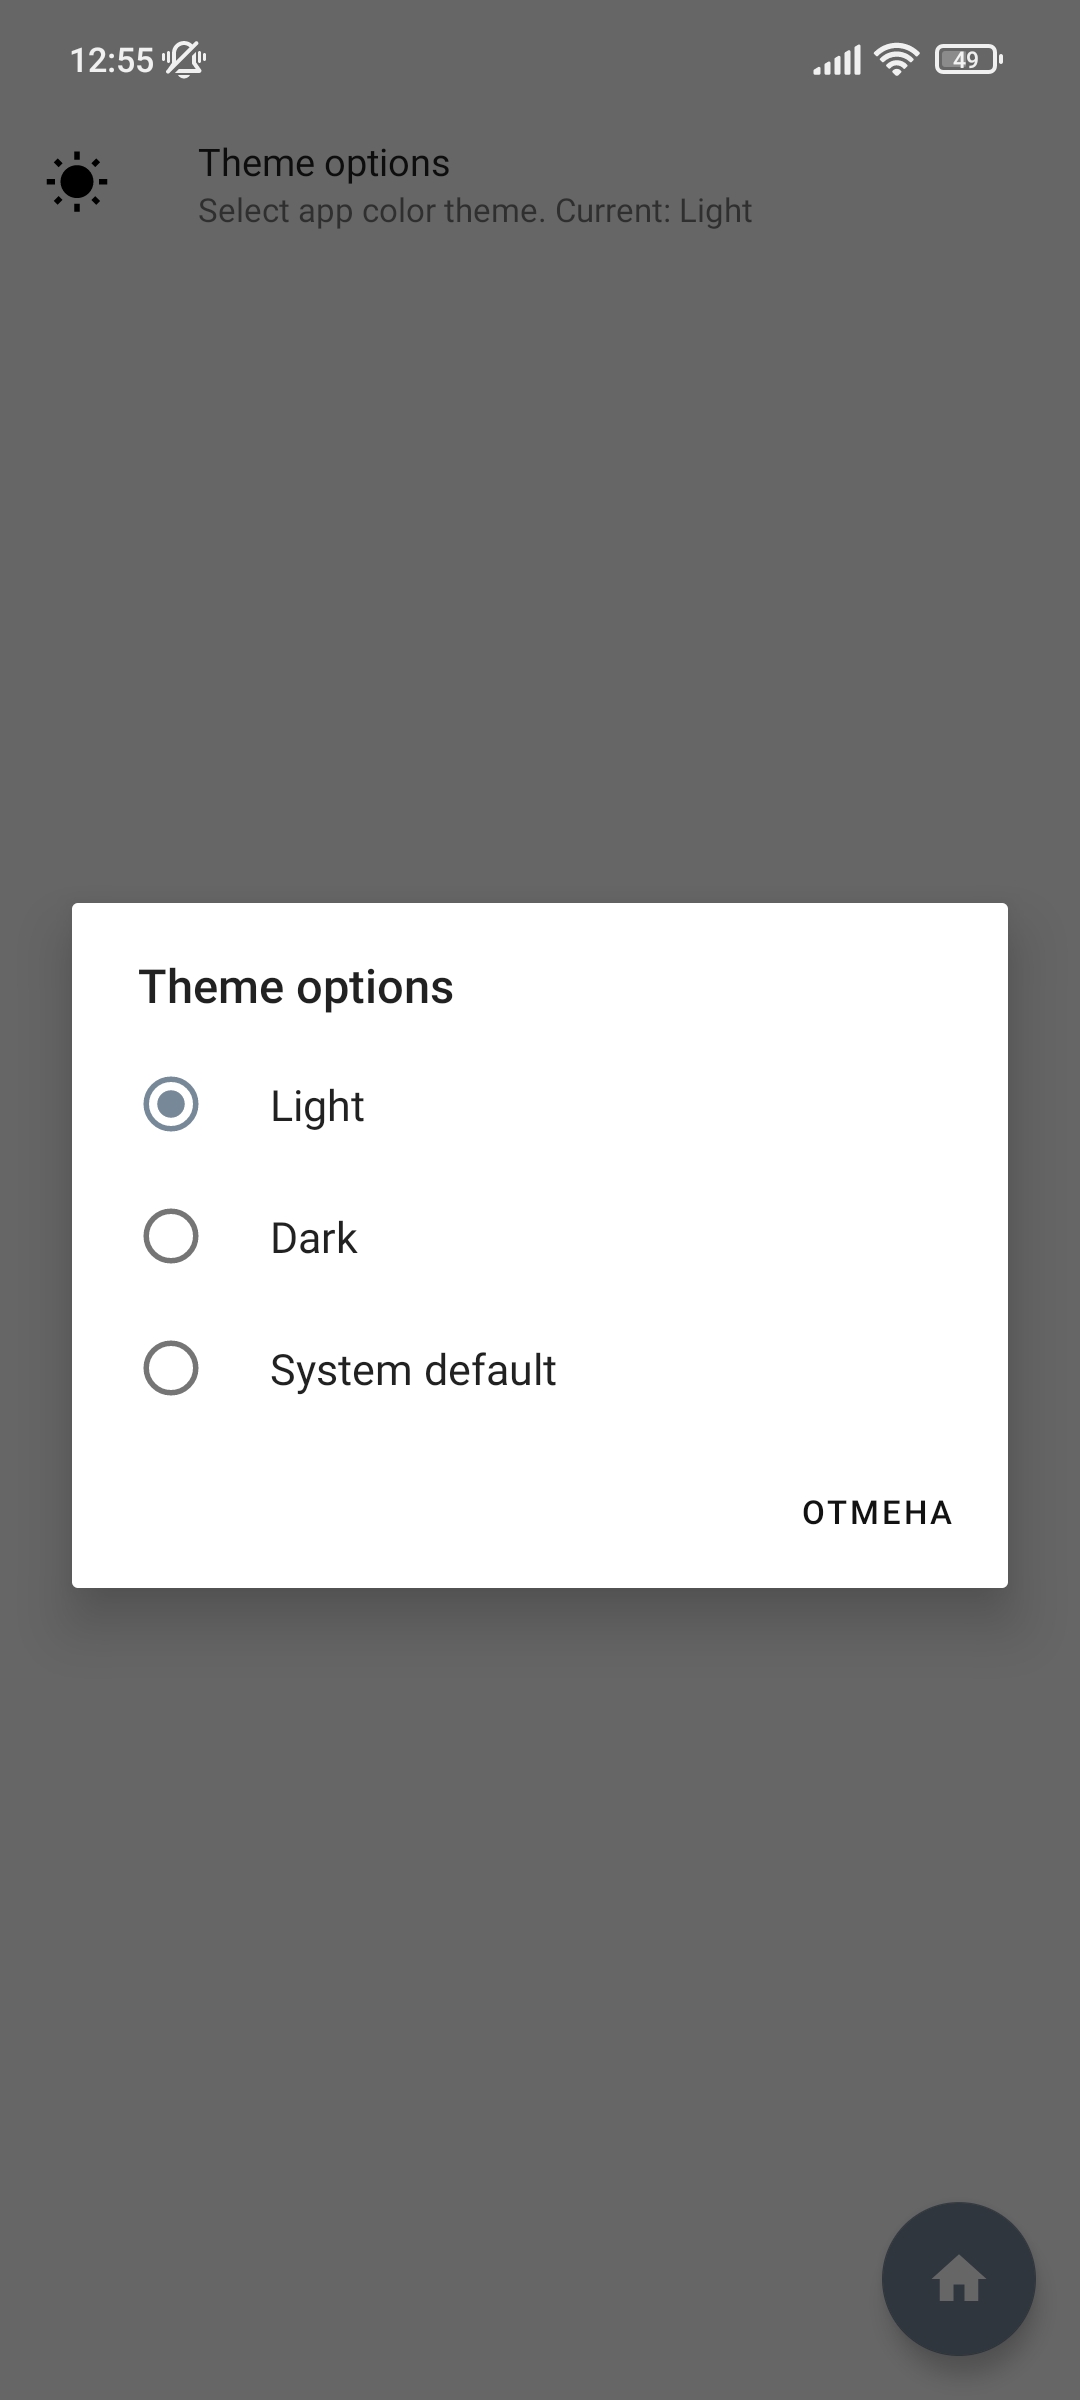 12:55
49
Theme options
Select app color theme. Current: Light
Theme options
Light
Dark
System default
ОТМЕНА